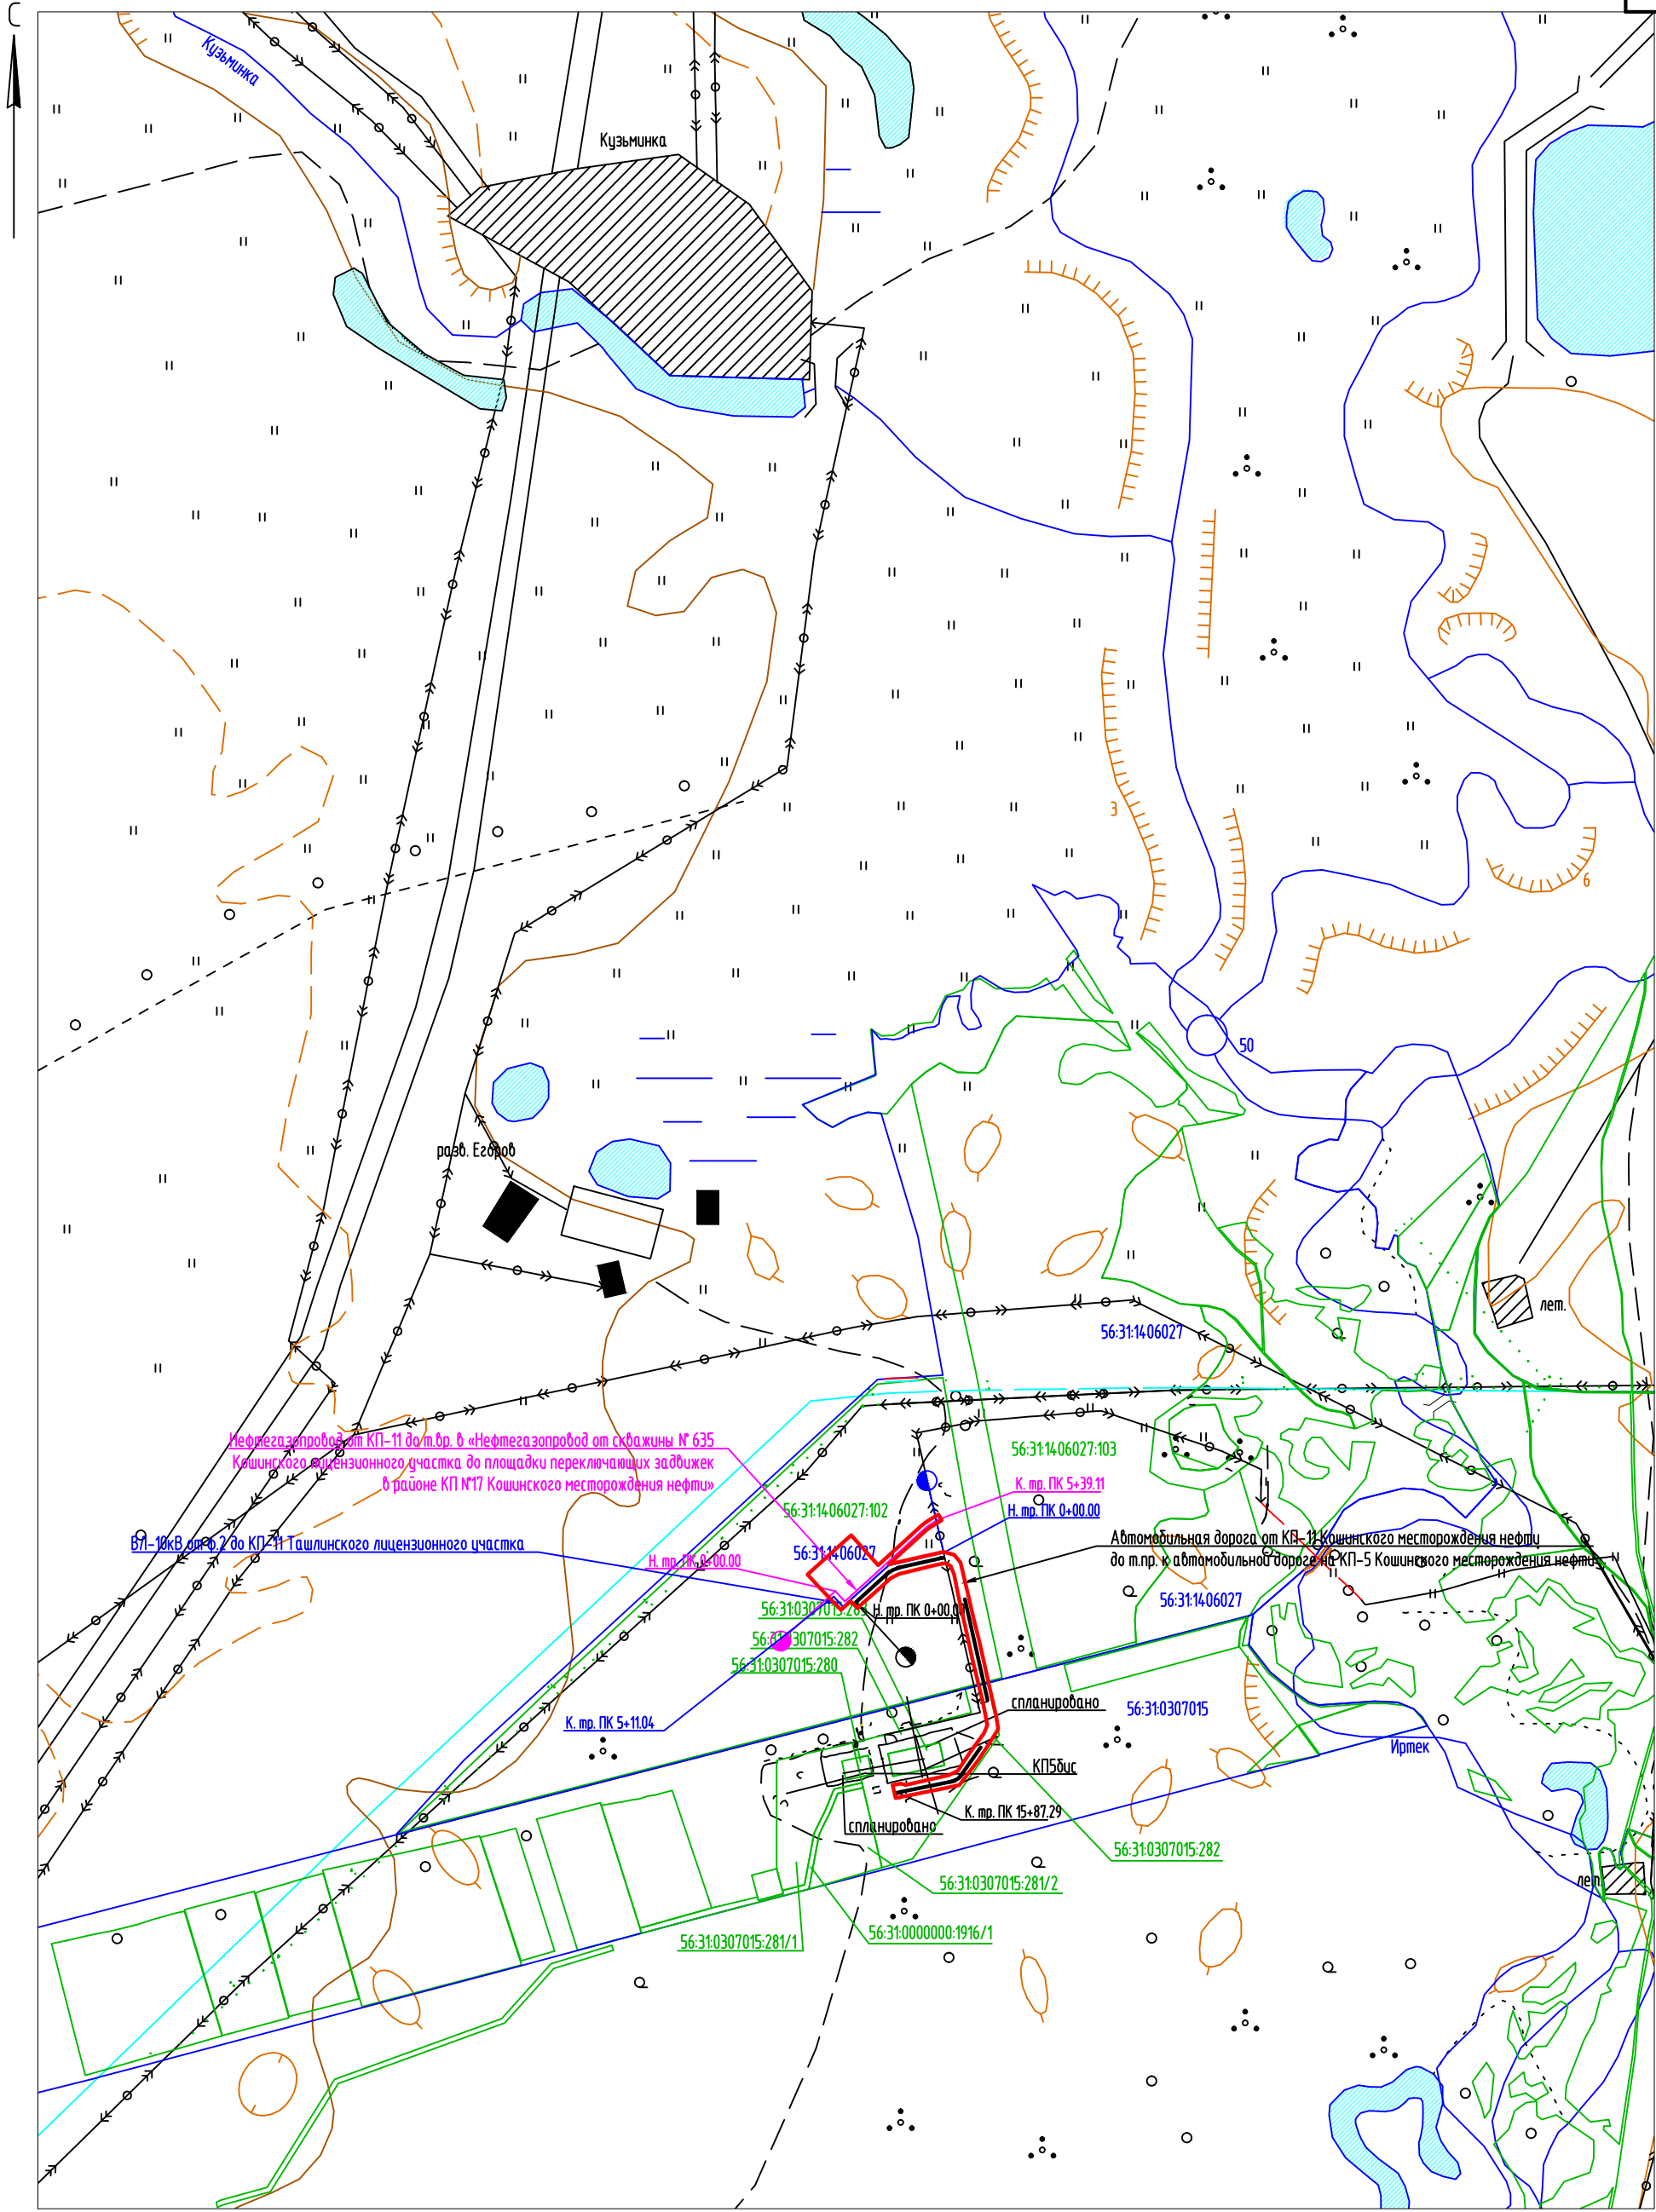 С
Кузьминка
Кузьминка
3
6
50
разв. Егоров
лет.
56:31:1406027
56:31:1406027:103
Нефтегазопровод от КП-11 до т.вр. в «Нефтегазопровод от скважины № 635
Кошинского лицензионного участка до площадки переключающих задвижек
в районе КП №17 Кошинского месторождения нефти»
К. тр. ПК 5+39.11
56:31:1406027:102
Н. тр. ПК 0+00.00
ВЛ-10кВ от ф.2 до КП-11 Ташлинского лицензионного участка
56:31:1406027
Автомобильная дорога от КП-11 Кошинского месторождения нефти
до т.пр. к автомобильной дороге на КП-5 Кошинского месторождения нефти
Н. тр. ПК 0+00.00
56:31:1406027
Н. тр. ПК 0+00.00
56:31:0307015:282
56:31:0307015:280
спланировано
56:31:0307015
К. тр. ПК 5+11.04
Иртек
КП5бис
К. тр. ПК 15+87.29
спланировано
56:31:0307015:282
56:31:0307015:281/2
лет.
56:31:0000000:1916/1
56:31:0307015:281/1